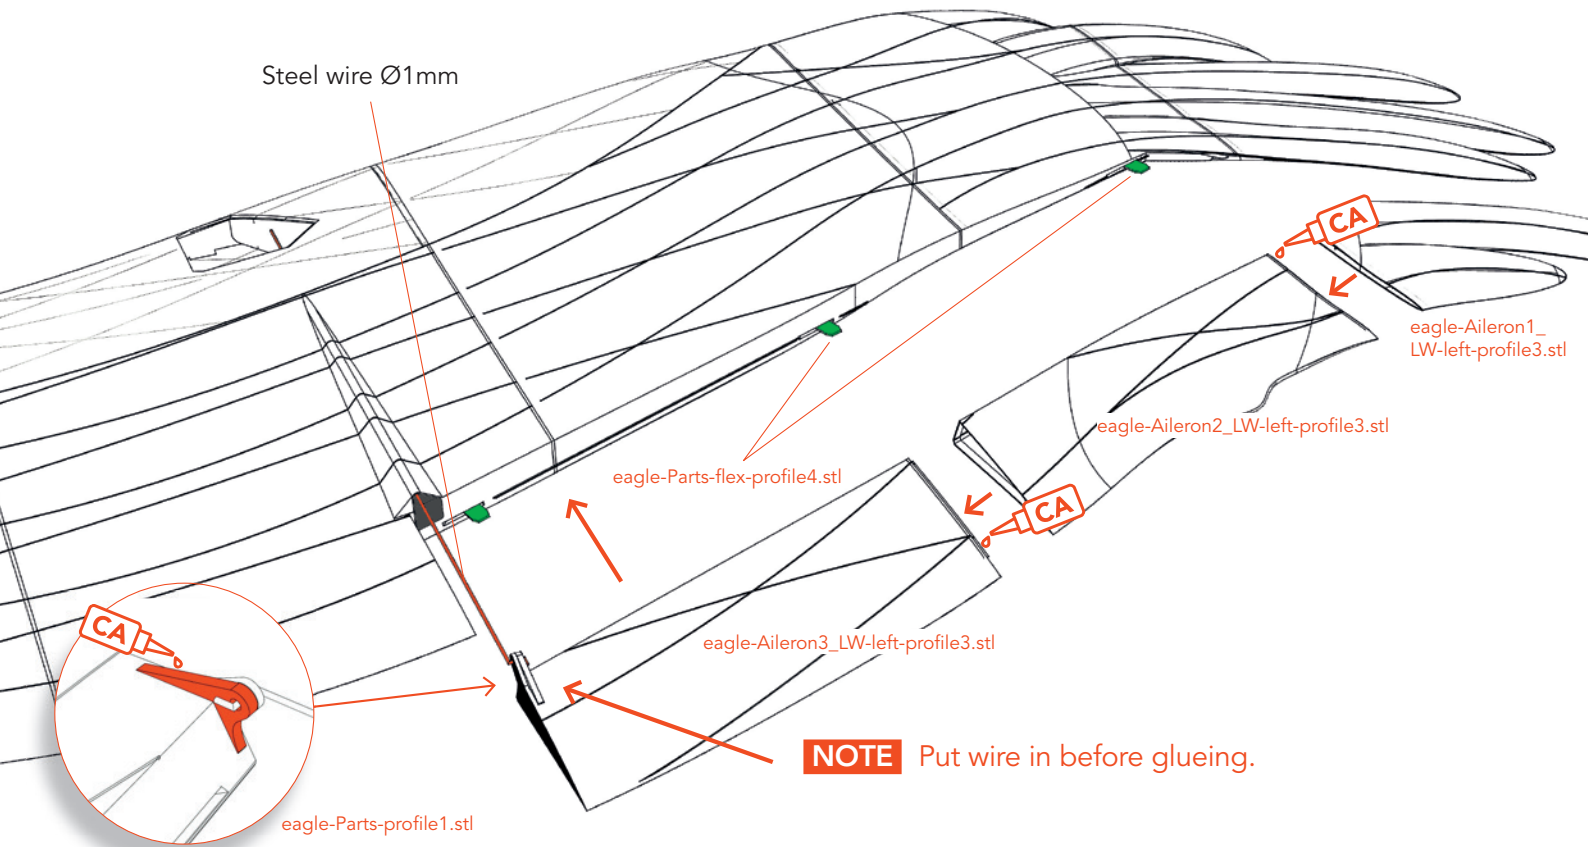 Steel wire Ø1mm
CA
eagle-Aileron1_
LW-left-profile3.stl
eagle-Aileron2_LW-left-profile3.stl
eagle-Parts-flex-profile4.stl
CA
CA
eagle-Aileron3_LW-left-profile3.stl
NOTE Put wire in before glueing.
eagle-Parts-profile1.stl